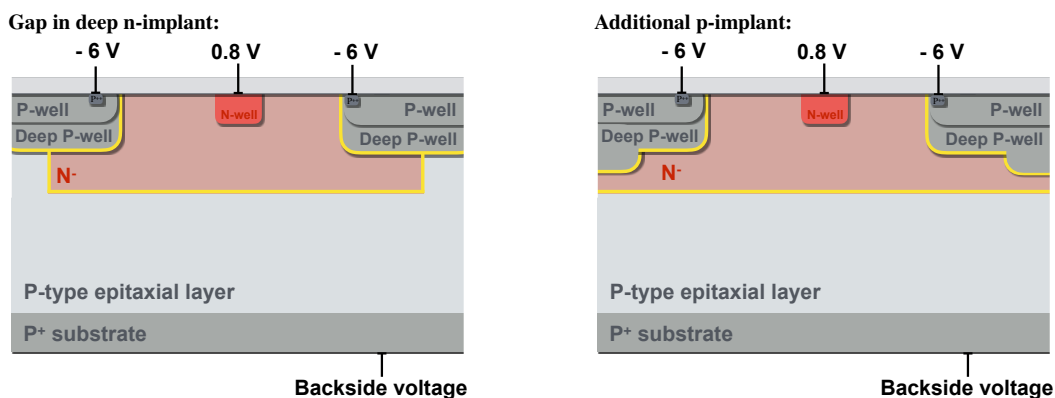 Gap in deep n-implant:
- 6 V 0.8 V - 6 V
P++ P++
P-well N-well P-well
Deep P-well Deep P-well
N-
P-type epitaxial layer
P+ substrate
Backside voltage
Additional p-implant:
- 6 V 0.8 V - 6 V
P++ P++
P-well N-well P-well
Deep P-well Deep P-well
N-
P-type epitaxial layer
P+ substrate
Backside voltage